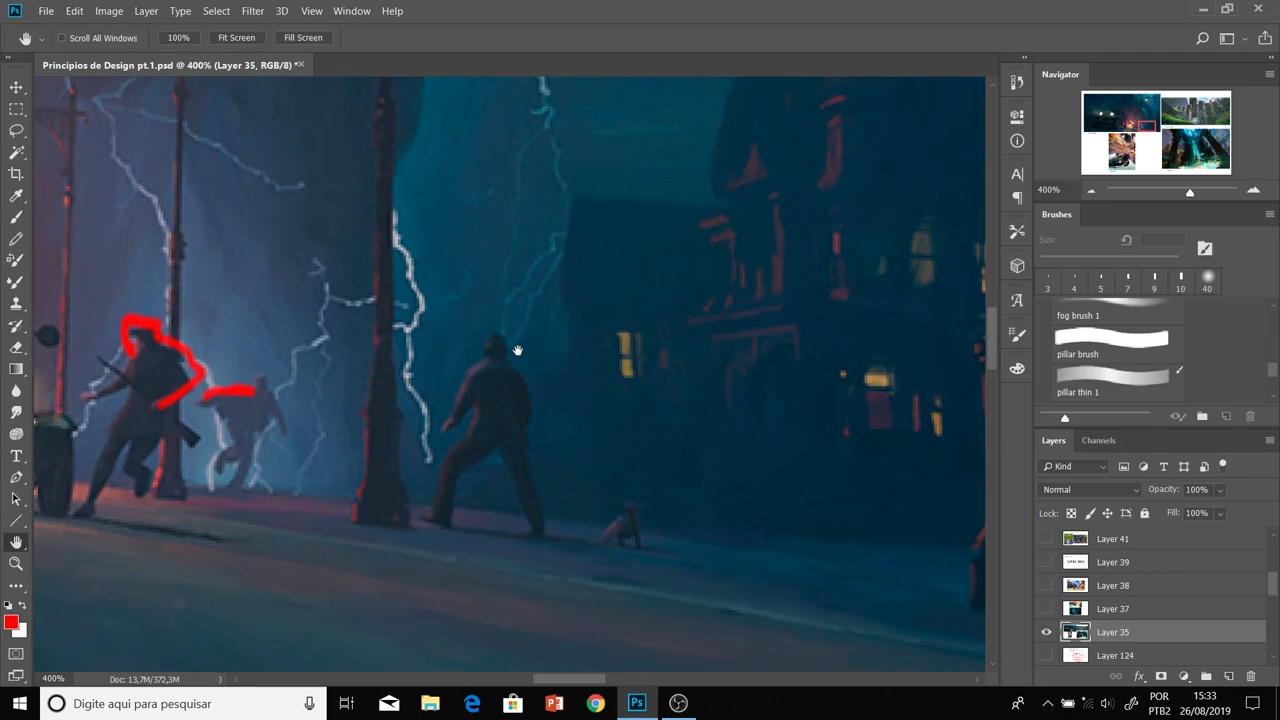 Ps File Edit Image Layer Type Select Filter 3D View Window Help
Scroll All Windows 100% Fit Screen Fill Screen
Principios de Design pt.1.psd @ 400% (Layer 35, RGB/8) *
Navigator
400%
Brushes
Size:
3 4 5 7 9 10 40
fog brush 1
pillar brush
pillar thin 1
Layers Channels
Kind
Normal Opacity: 100%
Lock: Fill: 100%
Layer 41
Layer 39
Layer 38
Layer 37
Layer 35
Layer 124
400% Doc: 13,7M/372,3M
Digite aqui para pesquisar
Ps
POR
PTB2
15:33
26/08/2019